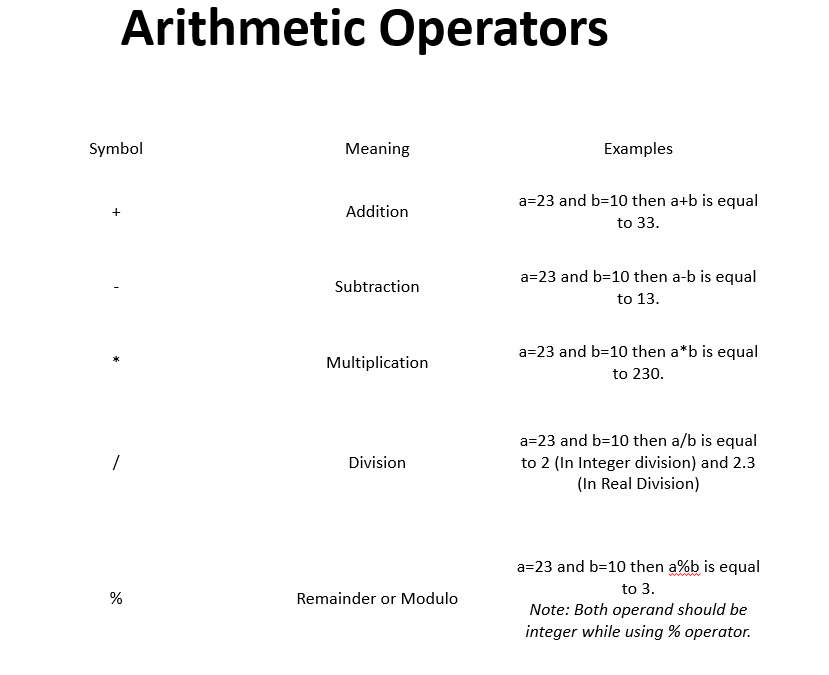 Arithmetic Operators
Symbol Meaning Examples
+ Addition a=23 and b=10 then a+b is equal
to 33.
- Subtraction a=23 and b=10 then a-b is equal
to 13.
* Multiplication a=23 and b=10 then a*b is equal
to 230.
/ Division a=23 and b=10 then a/b is equal
to 2 (In Integer division) and 2.3
(In Real Division)
% Remainder or Modulo a=23 and b=10 then a%b is equal
to 3.
Note: Both operand should be
integer while using % operator.